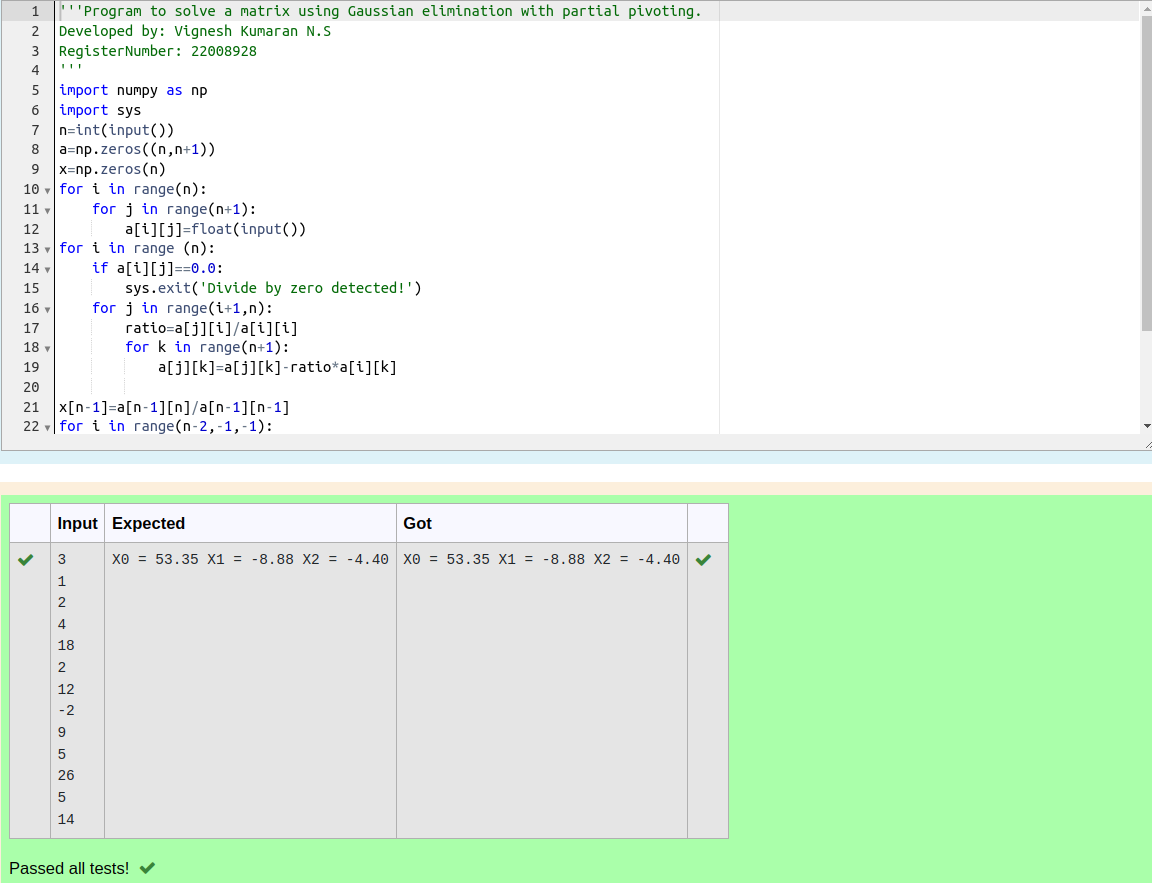 1 '''Program to solve a matrix using Gaussian elimination with partial pivoting.
2 Developed by: Vignesh Kumaran N.S
3 RegisterNumber: 22008928
4 '''
5 import numpy as np
6 import sys
7 n=int(input())
8 a=np.zeros((n,n+1))
9 x=np.zeros(n)
10 for i in range(n):
11     for j in range(n+1):
12         a[i][j]=float(input())
13 for i in range (n):
14     if a[i][j]==0.0:
15         sys.exit('Divide by zero detected!')
16     for j in range(i+1,n):
17         ratio=a[j][i]/a[i][i]
18         for k in range(n+1):
19             a[j][k]=a[j][k]-ratio*a[i][k]
20
21 x[n-1]=a[n-1][n]/a[n-1][n-1]
22 for i in range(n-2,-1,-1):
Input Expected Got
3 X0 = 53.35 X1 = -8.88 X2 = -4.40 X0 = 53.35 X1 = -8.88 X2 = -4.40
1
2
4
18
2
12
-2
9
5
26
5
14
Passed all tests!